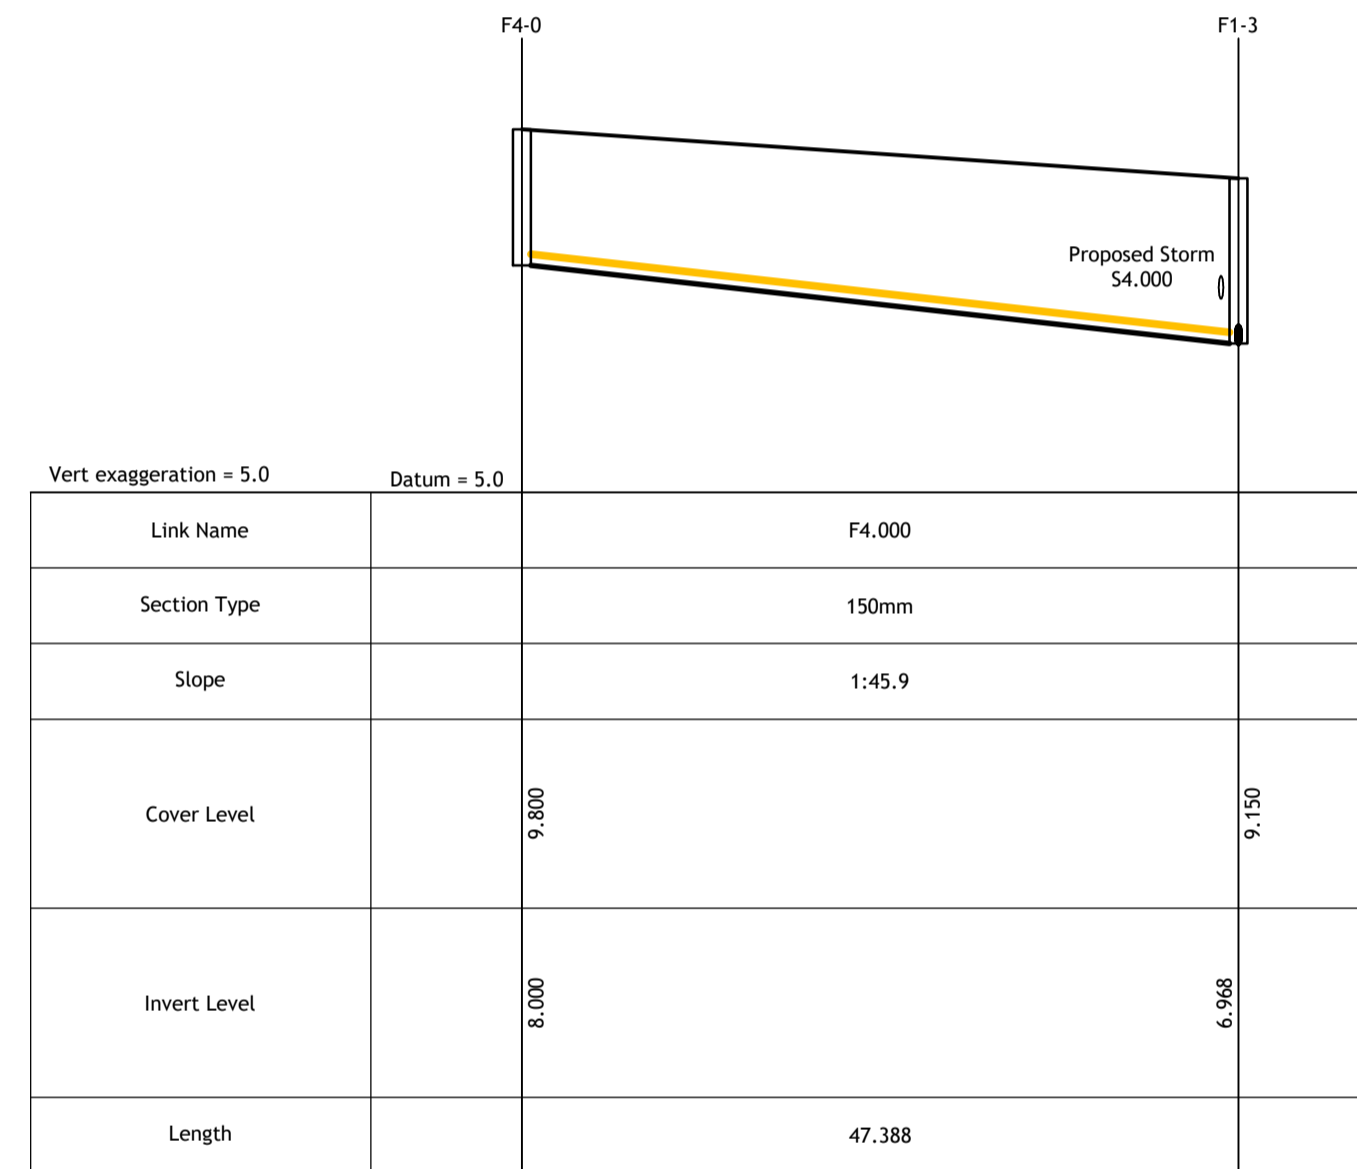 F4-0
F1-3
Proposed Storm
S4.000
Vert exaggeration = 5.0
Datum = 5.0
Link Name
F4.000
Section Type
150mm
Slope
1:45.9
Cover Level
9.800
9.150
Invert Level
8.000
6.968
Length
47.388